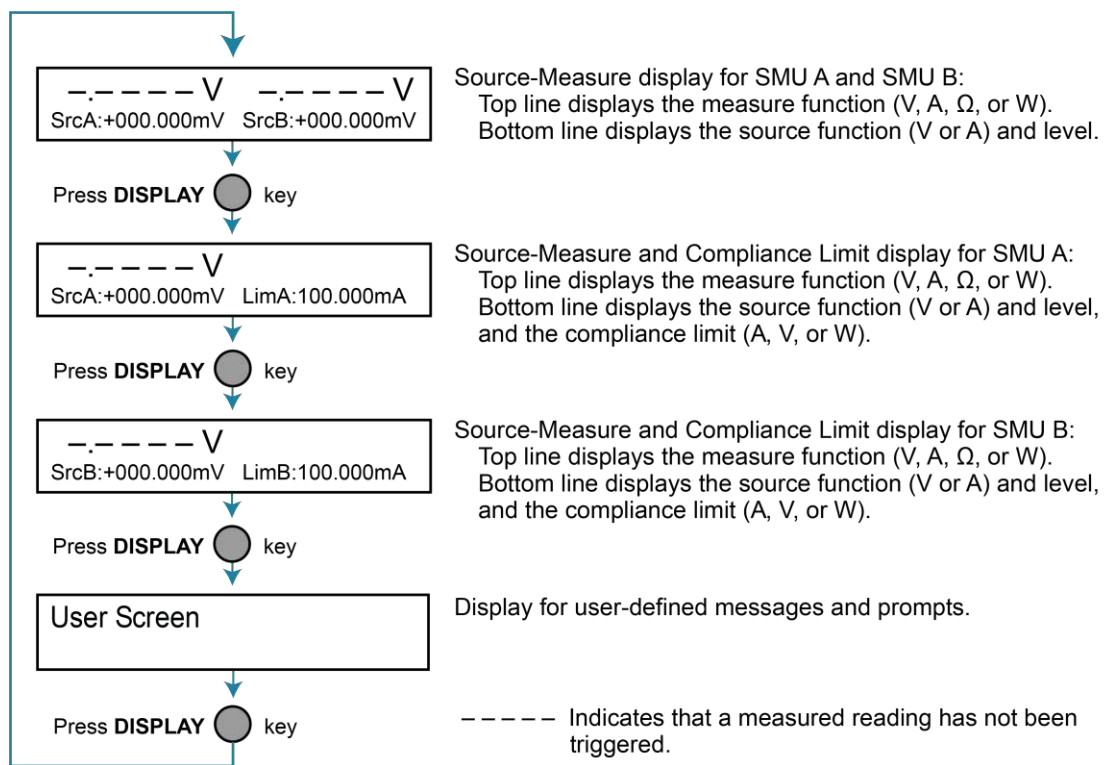 –.– – – – V –.– – – – V
SrcA:+000.000mV SrcB:+000.000mV
Source-Measure display for SMU A and SMU B:
Top line displays the measure function (V, A, Ω, or W).
Bottom line displays the source function (V or A) and level.
Press DISPLAY key
–.– – – – V
SrcA:+000.000mV LimA:100.000mA
Source-Measure and Compliance Limit display for SMU A:
Top line displays the measure function (V, A, Ω, or W).
Bottom line displays the source function (V or A) and level,
and the compliance limit (A, V, or W).
Press DISPLAY key
–.– – – – V
SrcB:+000.000mV LimB:100.000mA
Source-Measure and Compliance Limit display for SMU B:
Top line displays the measure function (V, A, Ω, or W).
Bottom line displays the source function (V or A) and level,
and the compliance limit (A, V, or W).
Press DISPLAY key
User Screen
Display for user-defined messages and prompts.
Press DISPLAY key
– – – – – Indicates that a measured reading has not been
triggered.